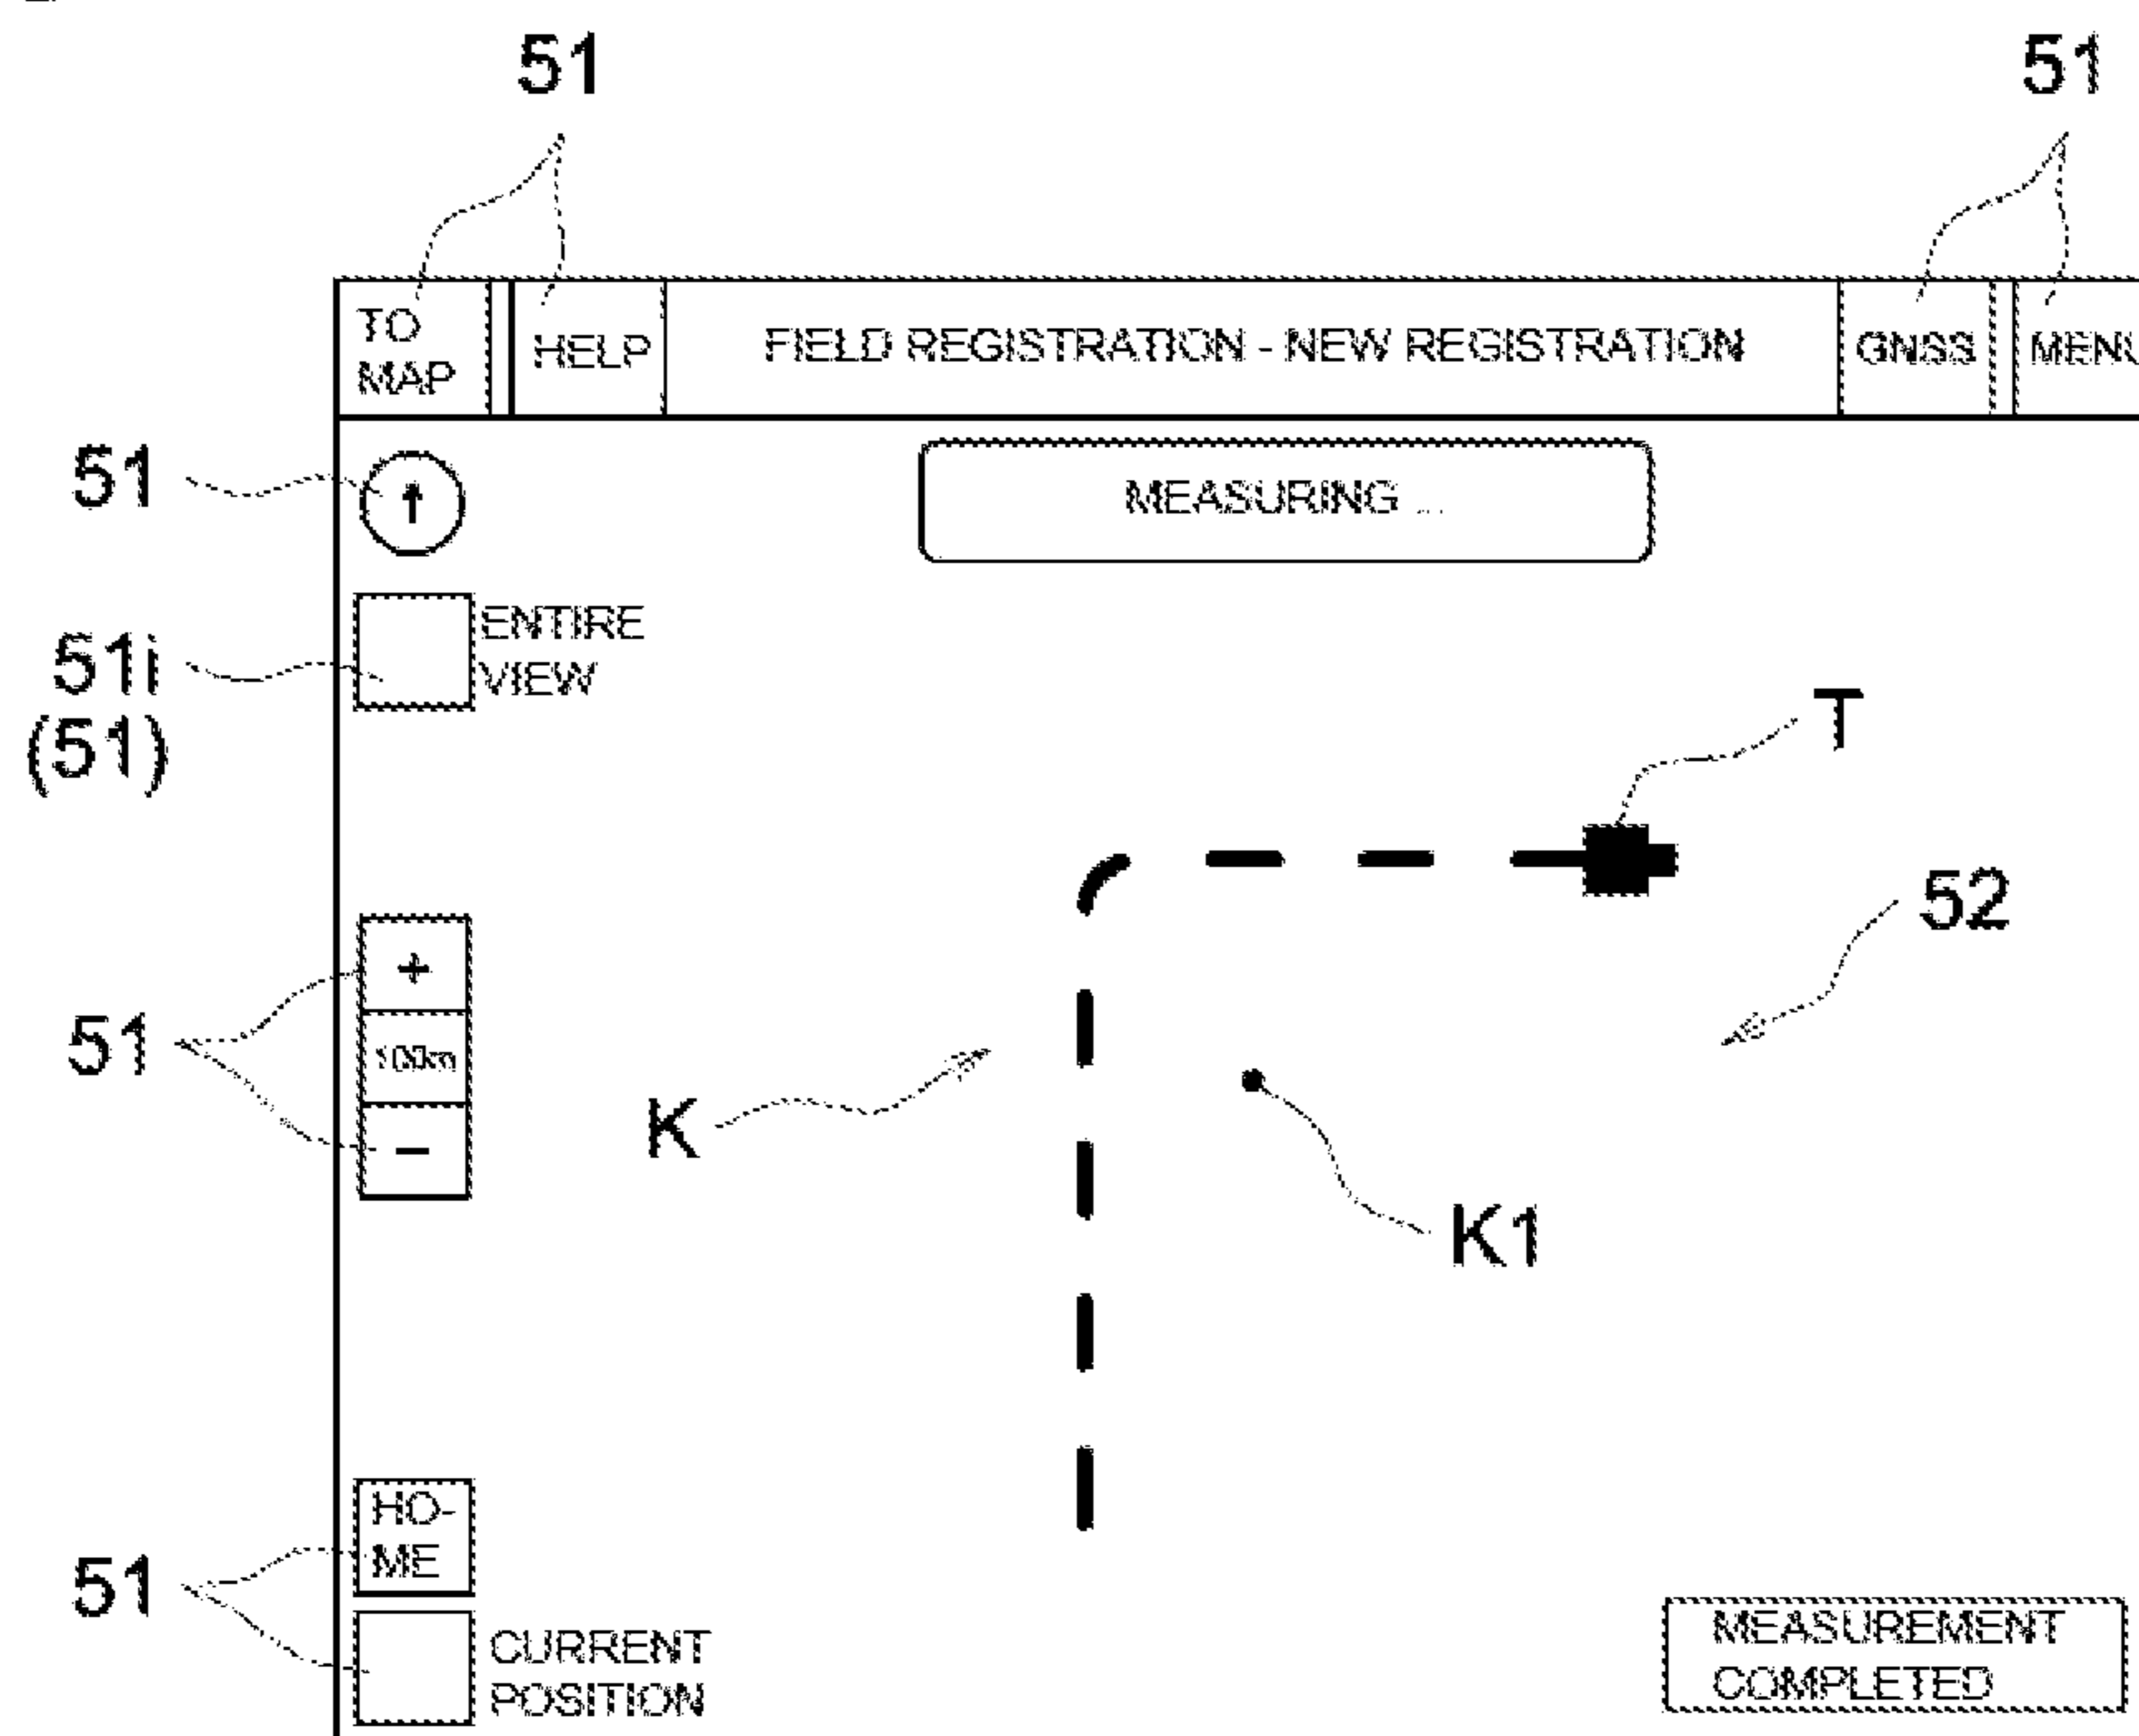 51
51
TO
MAP
HELP
FIELD REGISTRATION - NEW REGISTRATION
GNSS
MENU
51
↑
MEASURING ...
51i
(51)
ENTIRE
VIEW
T
52
+
51
-
K
K1
HO-
ME
51
CURRENT
POSITION
MEASUREMENT
COMPLETED